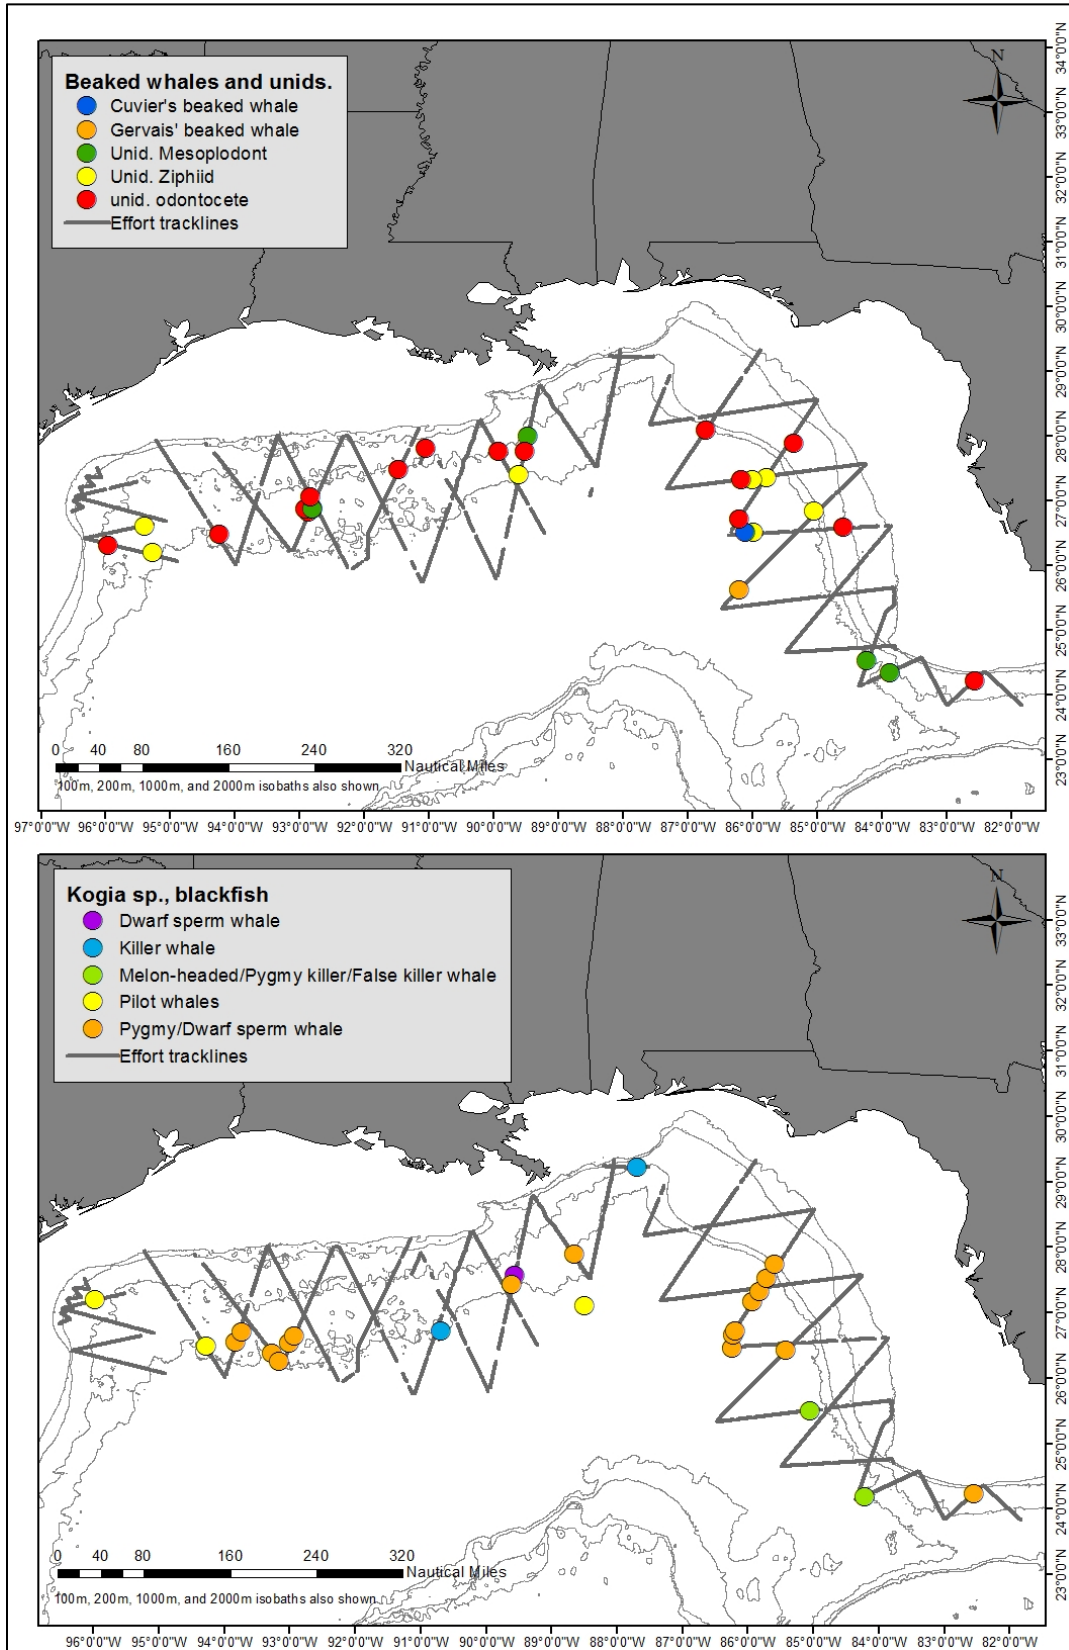 N
Beaked whales and unids.
Cuvier's beaked whale
Gervais' beaked whale
Unid. Mesoplodont
Unid. Ziphiid
unid. odontocete
Effort tracklines
34°0'0"N
33°0'0"N
32°0'0"N
31°0'0"N
30°0'0"N
29°0'0"N
28°0'0"N
27°0'0"N
26°0'0"N
25°0'0"N
24°0'0"N
23°0'0"N
0 40 80 160 240 320
Nautical Miles
100m, 200m, 1000m, and 2000m isobaths also shown
97°0'0"W 96°0'0"W 95°0'0"W 94°0'0"W 93°0'0"W 92°0'0"W 91°0'0"W 90°0'0"W 89°0'0"W 88°0'0"W 87°0'0"W 86°0'0"W 85°0'0"W 84°0'0"W 83°0'0"W 82°0'0"W
N
Kogia sp., blackfish
Dwarf sperm whale
Killer whale
Melon-headed/Pygmy killer/False killer whale
Pilot whales
Pygmy/Dwarf sperm whale
Effort tracklines
33°0'0"N
32°0'0"N
31°0'0"N
30°0'0"N
29°0'0"N
28°0'0"N
27°0'0"N
26°0'0"N
25°0'0"N
24°0'0"N
23°0'0"N
0 40 80 160 240 320
Nautical Miles
100m, 200m, 1000m, and 2000m isobaths also shown
96°0'0"W 95°0'0"W 94°0'0"W 93°0'0"W 92°0'0"W 91°0'0"W 90°0'0"W 89°0'0"W 88°0'0"W 87°0'0"W 86°0'0"W 85°0'0"W 84°0'0"W 83°0'0"W 82°0'0"W